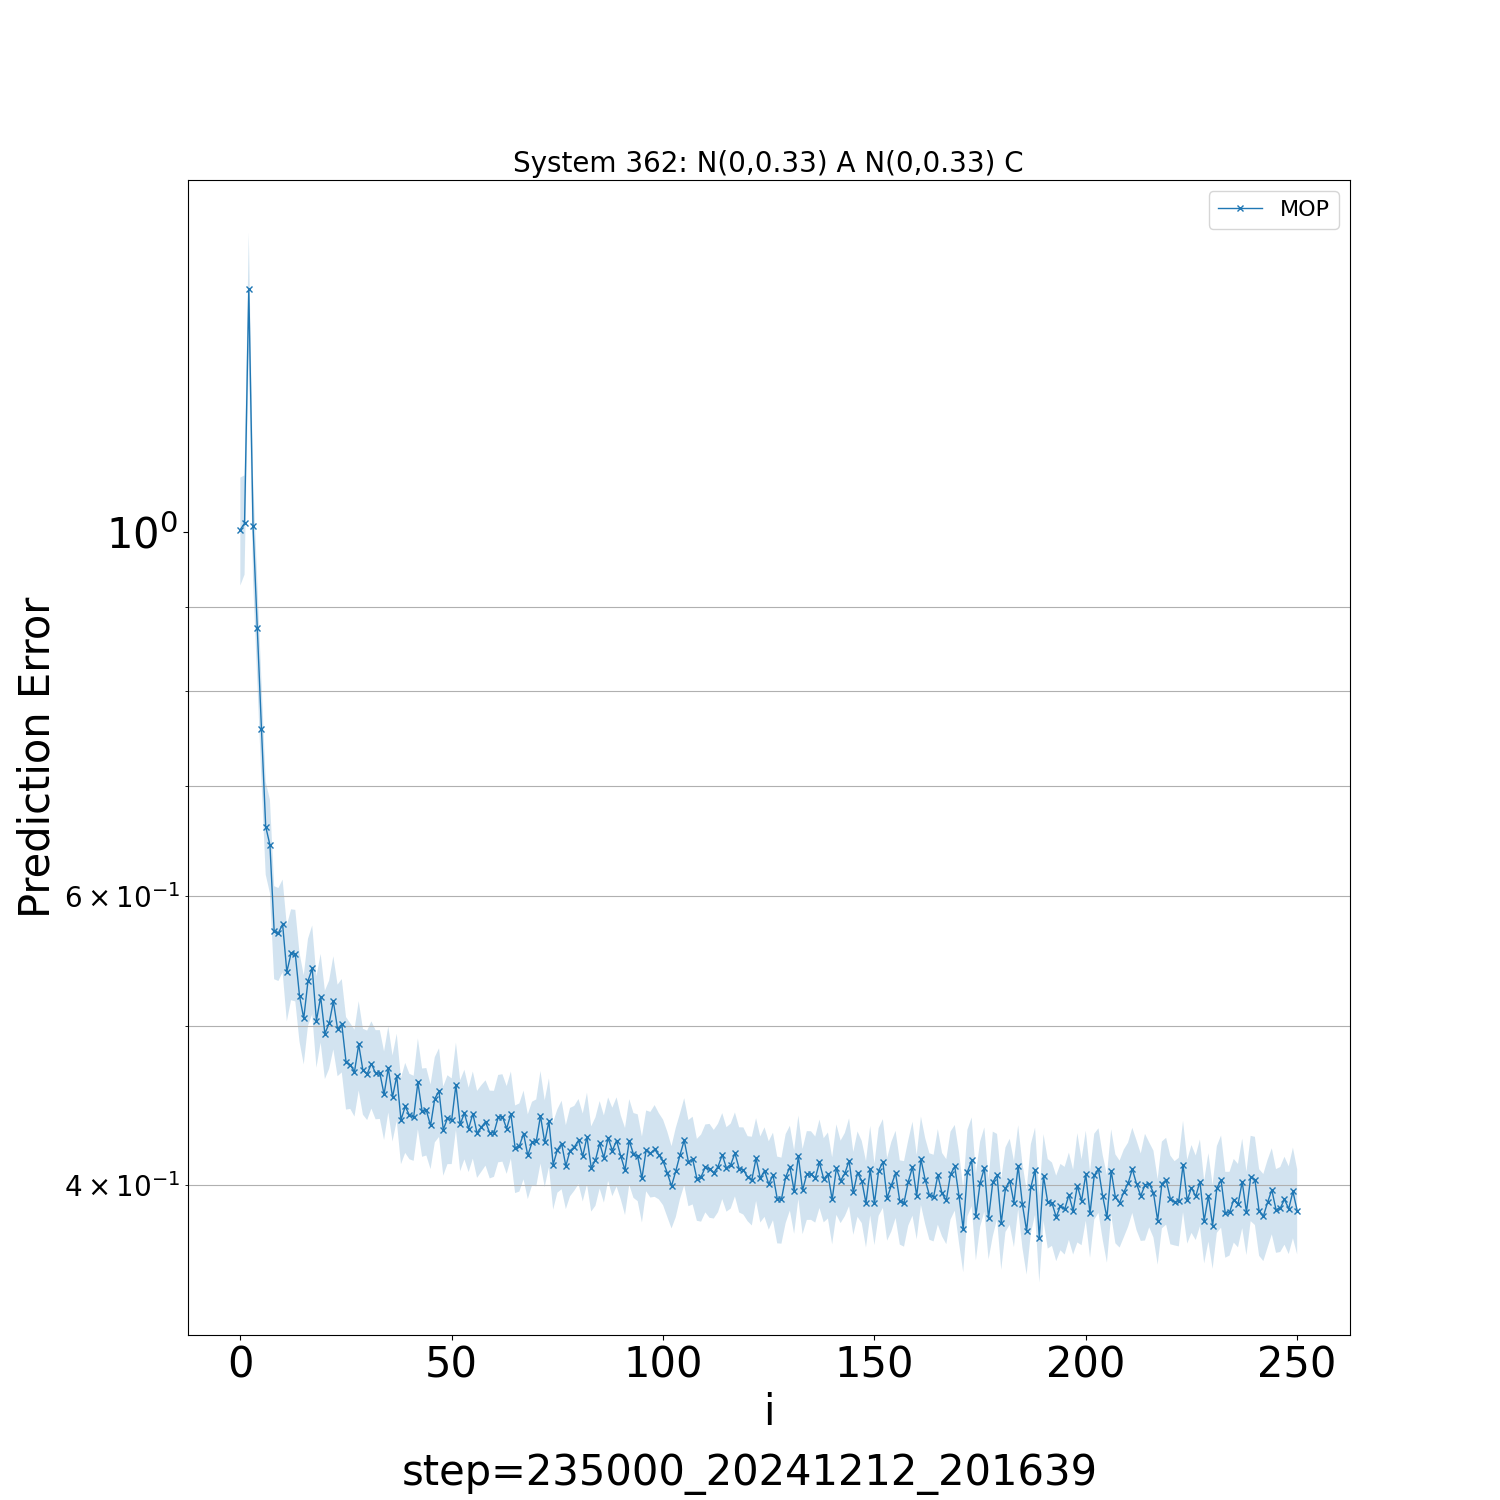 System 362: N(0,0.33) A N(0,0.33) C
MOP
10⁰
6 × 10⁻¹
4 × 10⁻¹
Prediction Error
0 50 100 150 200 250
i
step=235000_20241212_201639